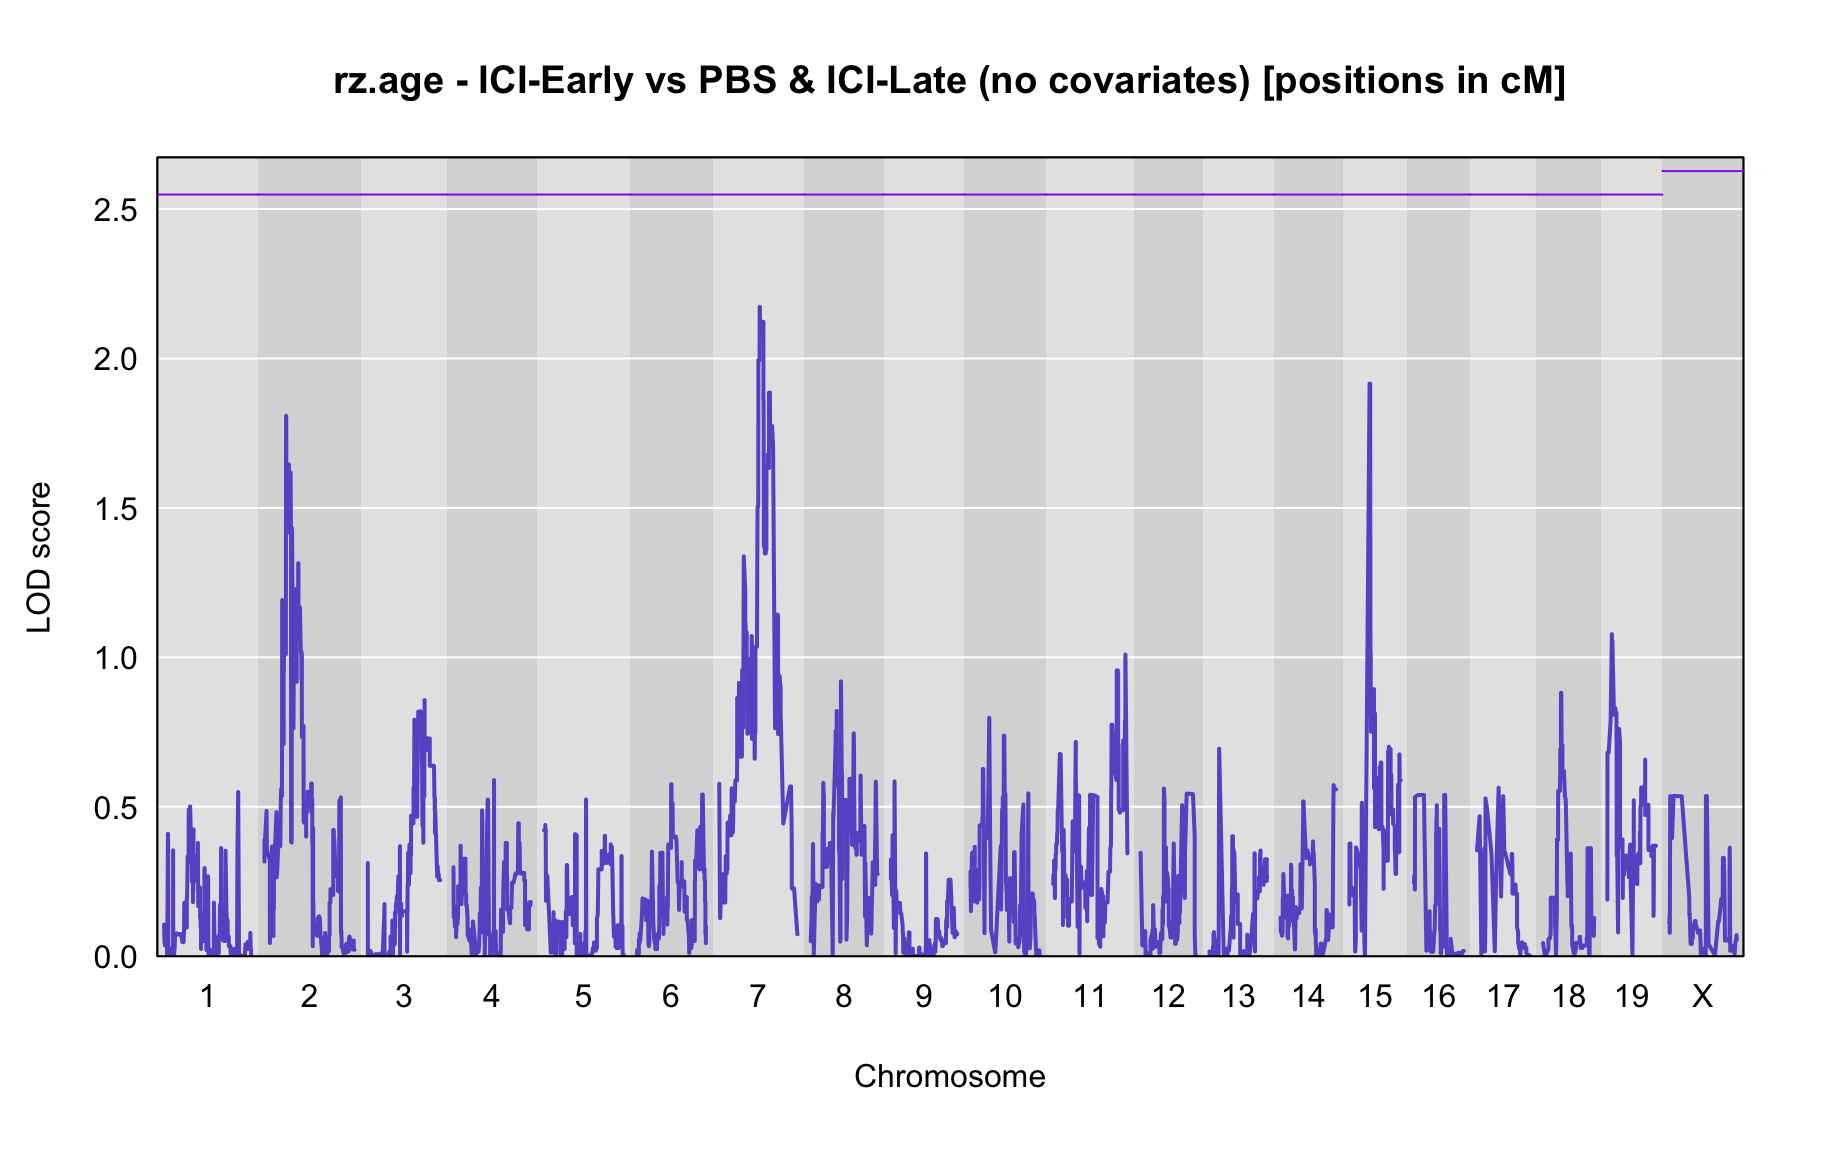 rz.age - ICI-Early vs PBS & ICI-Late (no covariates) [positions in cM]
LOD score
2.5
2.0
1.5
1.0
0.5
0.0
1 2 3 4 5 6 7 8 9 10 11 12 13 14 15 16 17 18 19 X
Chromosome